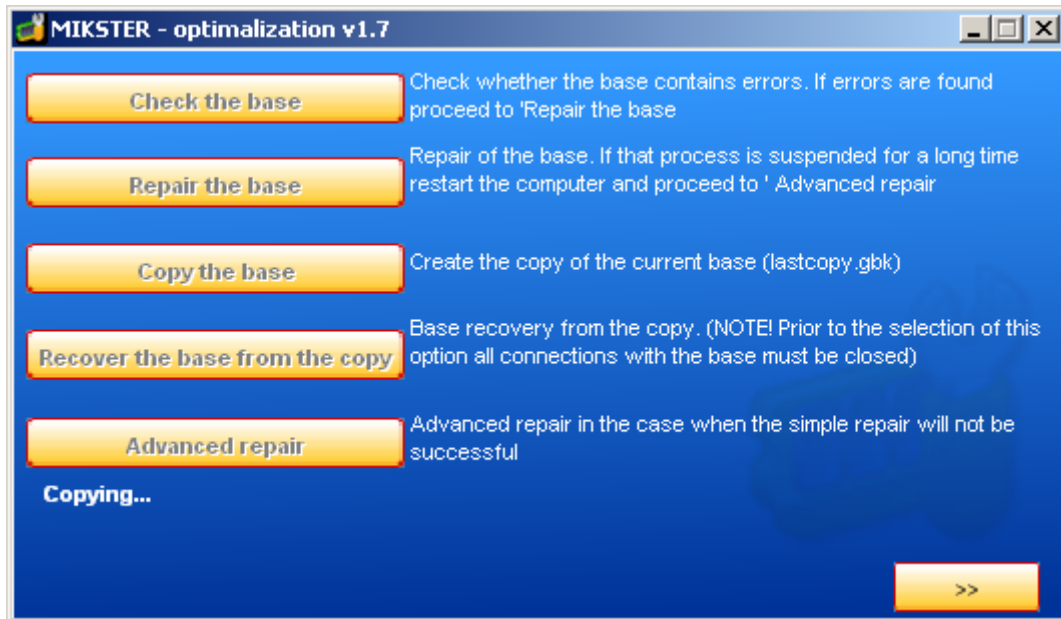 MIKSTER - optimalization v1.7
Check the base
Check whether the base contains errors. If errors are found
proceed to 'Repair the base
Repair the base
Repair of the base. If that process is suspended for a long time
restart the computer and proceed to ' Advanced repair
Copy the base
Create the copy of the current base (lastcopy.gbk)
Recover the base from the copy
Base recovery from the copy. (NOTE! Prior to the selection of this
option all connections with the base must be closed)
Advanced repair
Advanced repair in the case when the simple repair will not be
successful
Copying...
>>